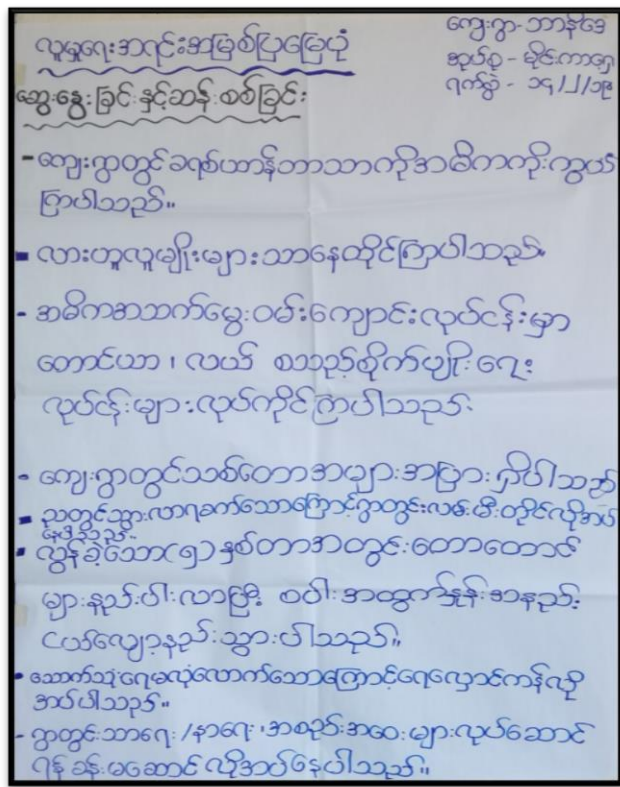 ကျေးရွာ-ဘာနိဒေ
အုပ်စု - မိုင်းကာရှေ
ရက်စွဲ - ၁၄/၂/၁၉
လူမှုရေးအရင်းအမြစ်ပြမြေပုံ
ဆွေးနွေးခြင်းနှင့်ဆန်းစစ်ခြင်း
- ကျေးရွာတွင်ခရစ်ယာန်ဘာသာကိုအဓိကကိုးကွယ်
ကြပါသည်။
- လားဟူလူမျိုးများသာနေထိုင်ကြပါသည်။
- အဓိကအသက်မွေးဝမ်းကျောင်းလုပ်ငန်းမှာ
တောင်ယာ၊ လယ် စသည့်စိုက်ပျိုးရေး
လုပ်ငန်းများလုပ်ကိုင်ကြပါသည်။
- ကျေးရွာတွင်သစ်တောအများအပြားရှိပါသည်
- ညတွင်သွားလာရခက်သောကြောင့်ရွာတွင်းလမ်းမီးတိုင်လိုအပ်
နေပါသည်။
- လွန်ခဲ့သော(၅)နှစ်တာအတွင်းတောတောင်
များနည်းပါးလာပြီး စပါးအထွက်နှုန်းအနည်း
ငယ်လျော့နည်းသွားပါသည်။
- သောက်သုံးရေမလုံလောက်သောကြောင့်ရေလှောင်ကန်လို
အပ်ပါသည်။
- ရွာတွင်းသာရေး/နာရေး အစည်းအဝေးများလုပ်ဆောင်
ရန်ခန်းမဆောင်လိုအပ်နေပါသည်။